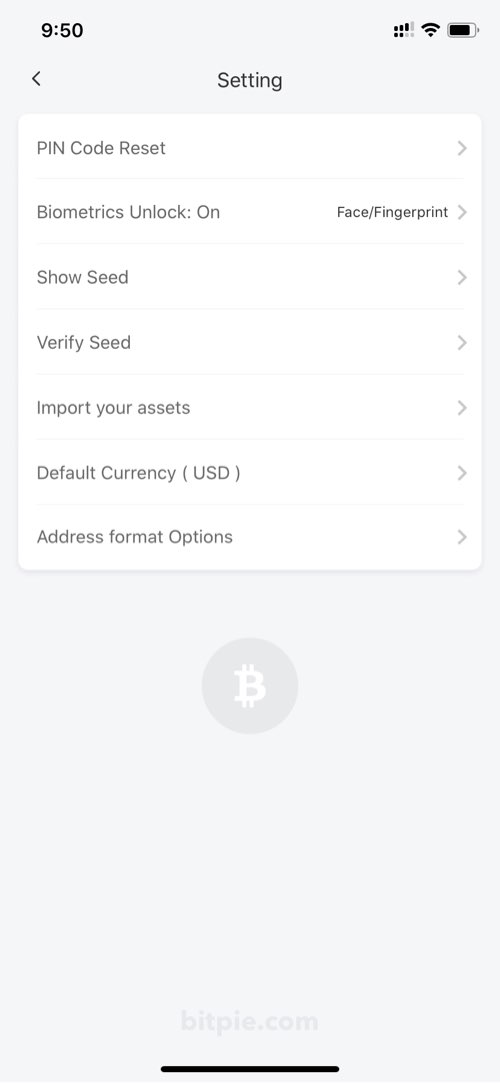 9:50
Setting
PIN Code Reset
Biometrics Unlock: On Face/Fingerprint
Show Seed
Verify Seed
Import your assets
Default Currency ( USD )
Address format Options
bitpie.com